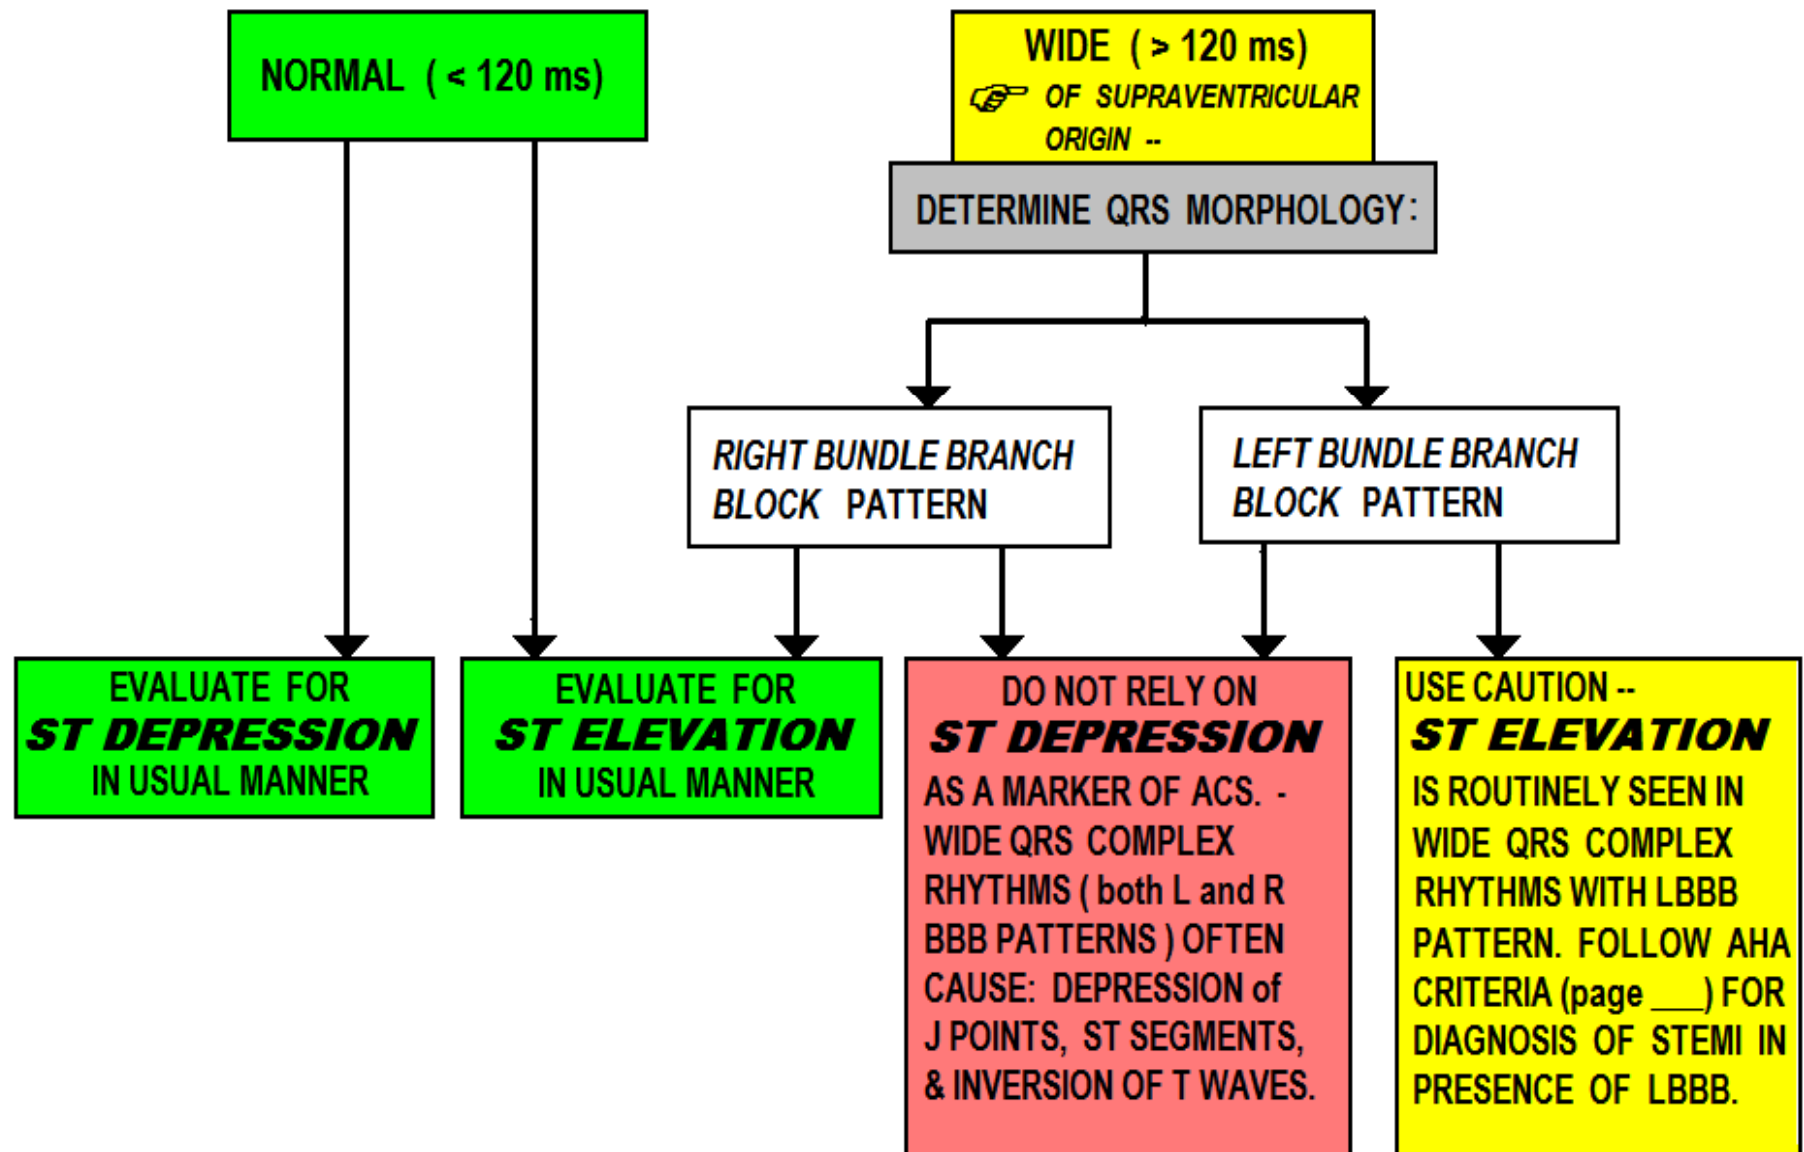 NORMAL ( < 120 ms)
WIDE ( > 120 ms)
☞ OF SUPRAVENTRICULAR
ORIGIN --
DETERMINE QRS MORPHOLOGY:
RIGHT BUNDLE BRANCH
BLOCK PATTERN
LEFT BUNDLE BRANCH
BLOCK PATTERN
EVALUATE FOR
ST DEPRESSION
IN USUAL MANNER
EVALUATE FOR
ST ELEVATION
IN USUAL MANNER
DO NOT RELY ON
ST DEPRESSION
AS A MARKER OF ACS. -
WIDE QRS COMPLEX
RHYTHMS ( both L and R
BBB PATTERNS ) OFTEN
CAUSE: DEPRESSION of
J POINTS, ST SEGMENTS,
& INVERSION OF T WAVES.
USE CAUTION --
ST ELEVATION
IS ROUTINELY SEEN IN
WIDE QRS COMPLEX
RHYTHMS WITH LBBB
PATTERN. FOLLOW AHA
CRITERIA (page ___) FOR
DIAGNOSIS OF STEMI IN
PRESENCE OF LBBB.